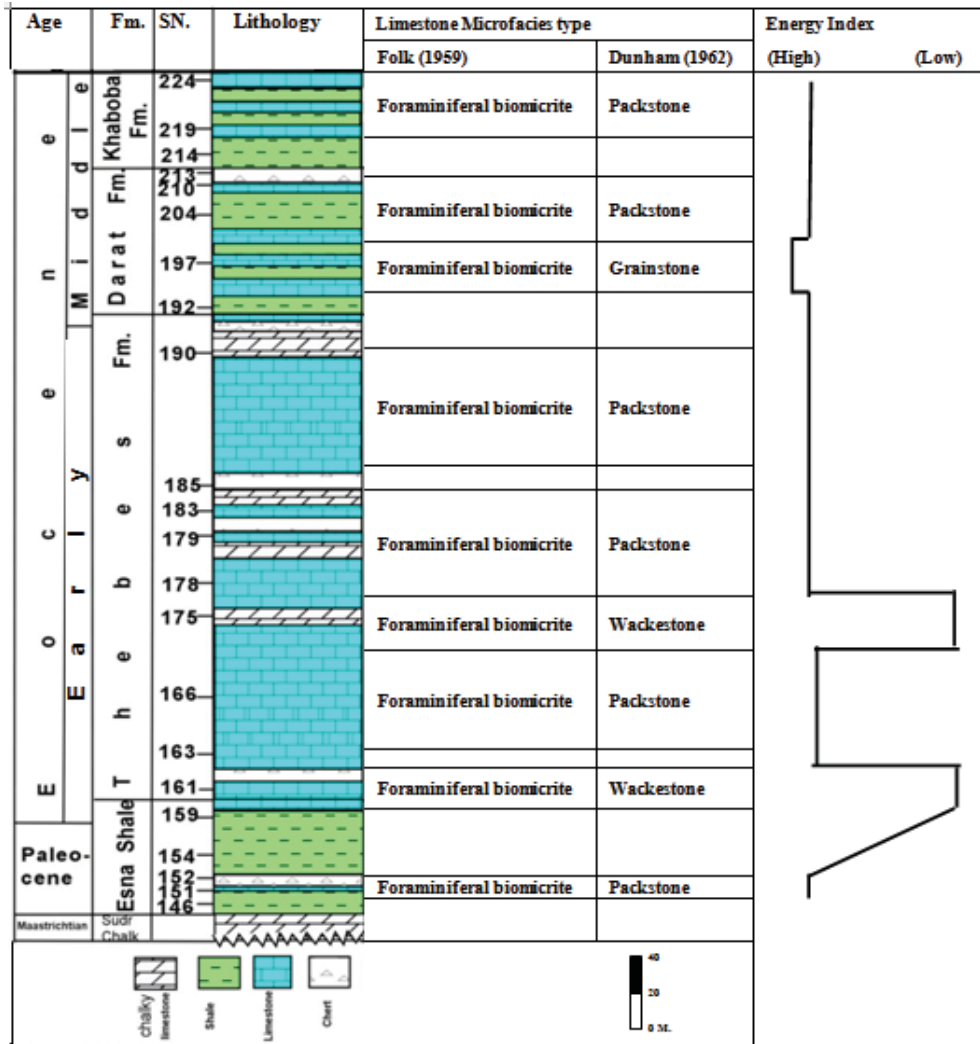 Age Fm. SN. Lithology Limestone Microfacies type Energy Index
Folk (1959) Dunham (1962) (High) (Low)
Eocene
Middle
Early
Paleo-
cene
Maastrichtian
Khaboba
Fm.
Darat Fm.
Thebes Fm.
Esna Shale
Sudr
Chalk
224
219
214
213
210
204
197
192
190
185
183
179
178
175
166
163
161
159
154
152
151
146
Foraminiferal biomicrite Packstone
Foraminiferal biomicrite Packstone
Foraminiferal biomicrite Grainstone
Foraminiferal biomicrite Packstone
Foraminiferal biomicrite Packstone
Foraminiferal biomicrite Wackestone
Foraminiferal biomicrite Packstone
Foraminiferal biomicrite Wackestone
Foraminiferal biomicrite Packstone
chalky
limestone
Shale
Limestone
Chert
40
20
0 M.